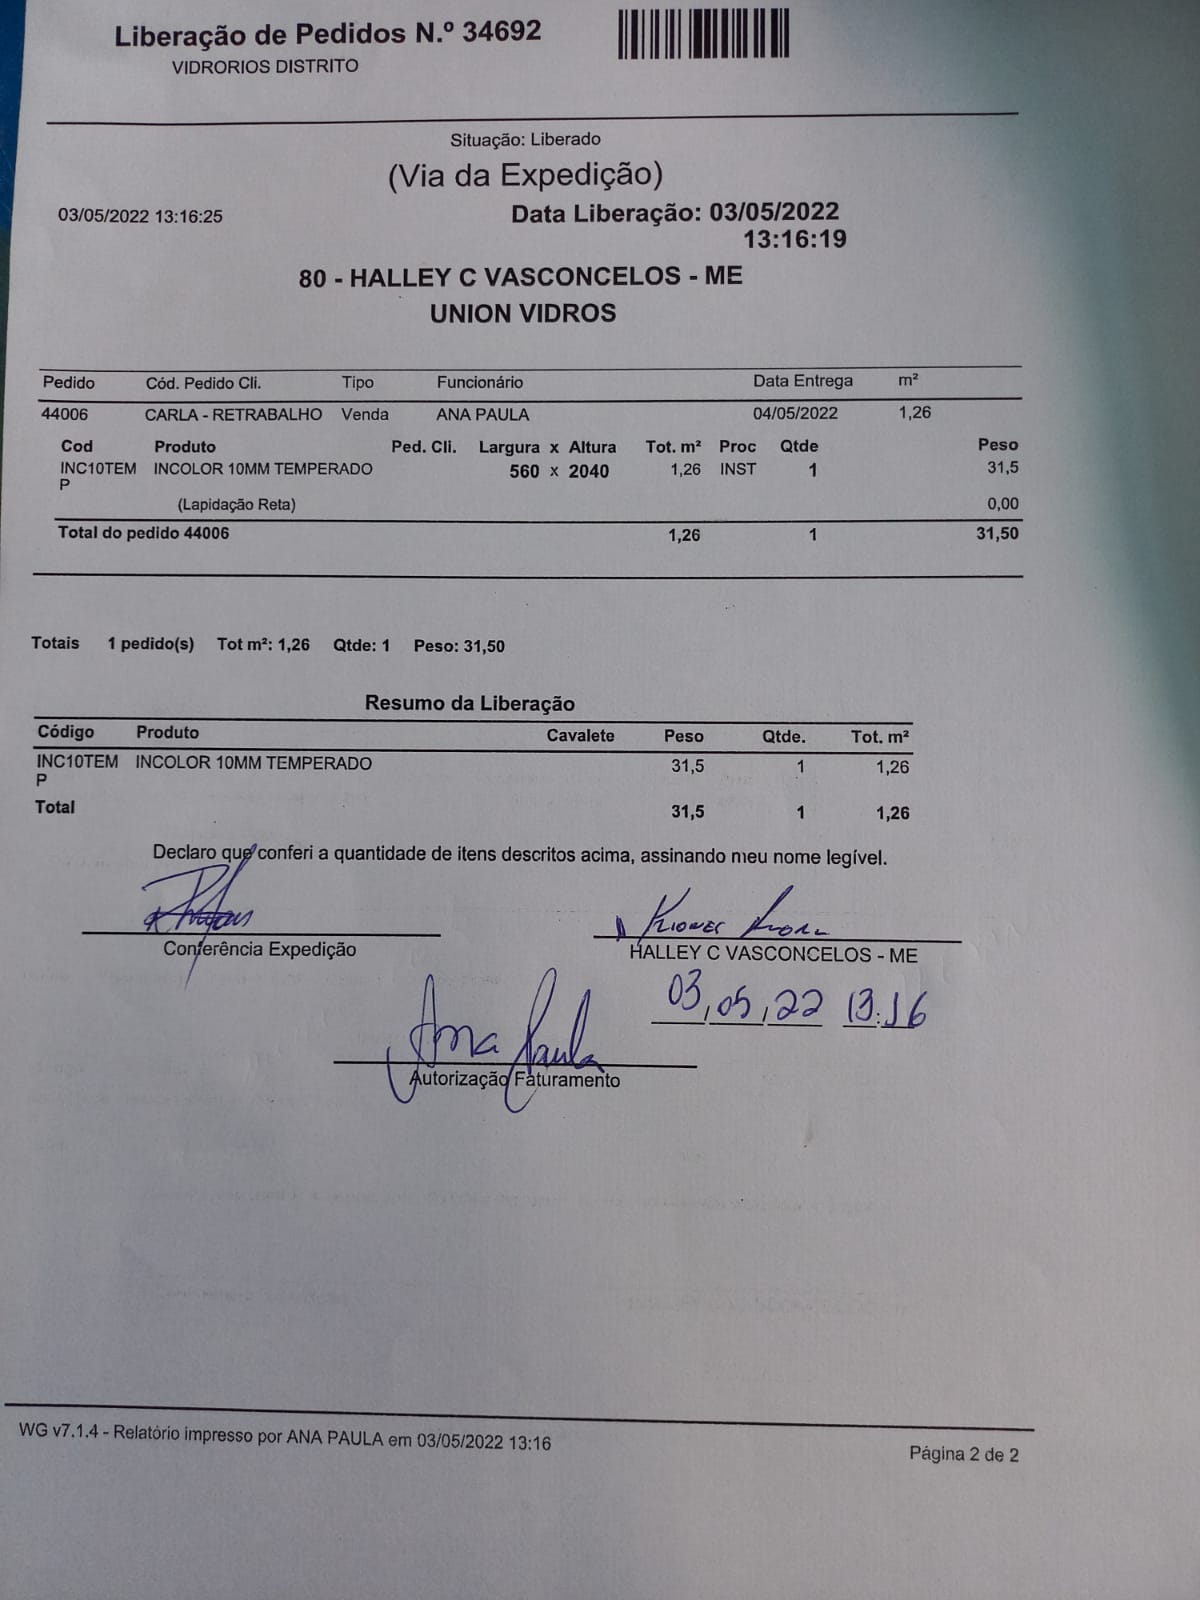 Liberação de Pedidos N.º 34692
VIDRORIOS DISTRITO
Situação: Liberado
(Via da Expedição)
03/05/2022 13:16:25
Data Liberação: 03/05/2022
13:16:19
80 - HALLEY C VASCONCELOS - ME
UNION VIDROS
Pedido Cód. Pedido Cli. Tipo Funcionário Data Entrega m²
44006 CARLA - RETRABALHO Venda ANA PAULA 04/05/2022 1,26
Cod Produto Ped. Cli. Largura x Altura Tot. m² Proc Qtde Peso
INC10TEM INCOLOR 10MM TEMPERADO 560 x 2040 1,26 INST 1 31,5
P
(Lapidação Reta) 0,00
Total do pedido 44006 1,26 1 31,50
Totais 1 pedido(s) Tot m²: 1,26 Qtde: 1 Peso: 31,50
Resumo da Liberação
Código Produto Cavalete Peso Qtde. Tot. m²
INC10TEM INCOLOR 10MM TEMPERADO 31,5 1 1,26
P
Total 31,5 1 1,26
Declaro que conferi a quantidade de itens descritos acima, assinando meu nome legível.
Conferência Expedição
HALLEY C VASCONCELOS - ME
03/05/22 13:16
Ana Paula
Autorização Faturamento
WG v7.1.4 - Relatório impresso por ANA PAULA em 03/05/2022 13:16
Página 2 de 2